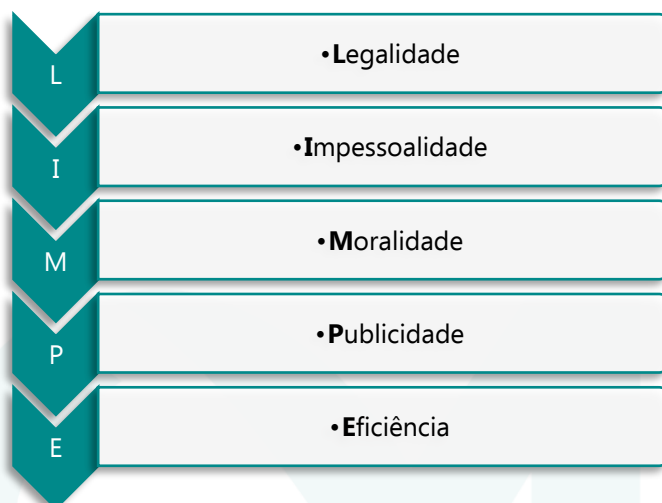 L
•Legalidade
I
•Impessoalidade
M
•Moralidade
P
•Publicidade
E
•Eficiência